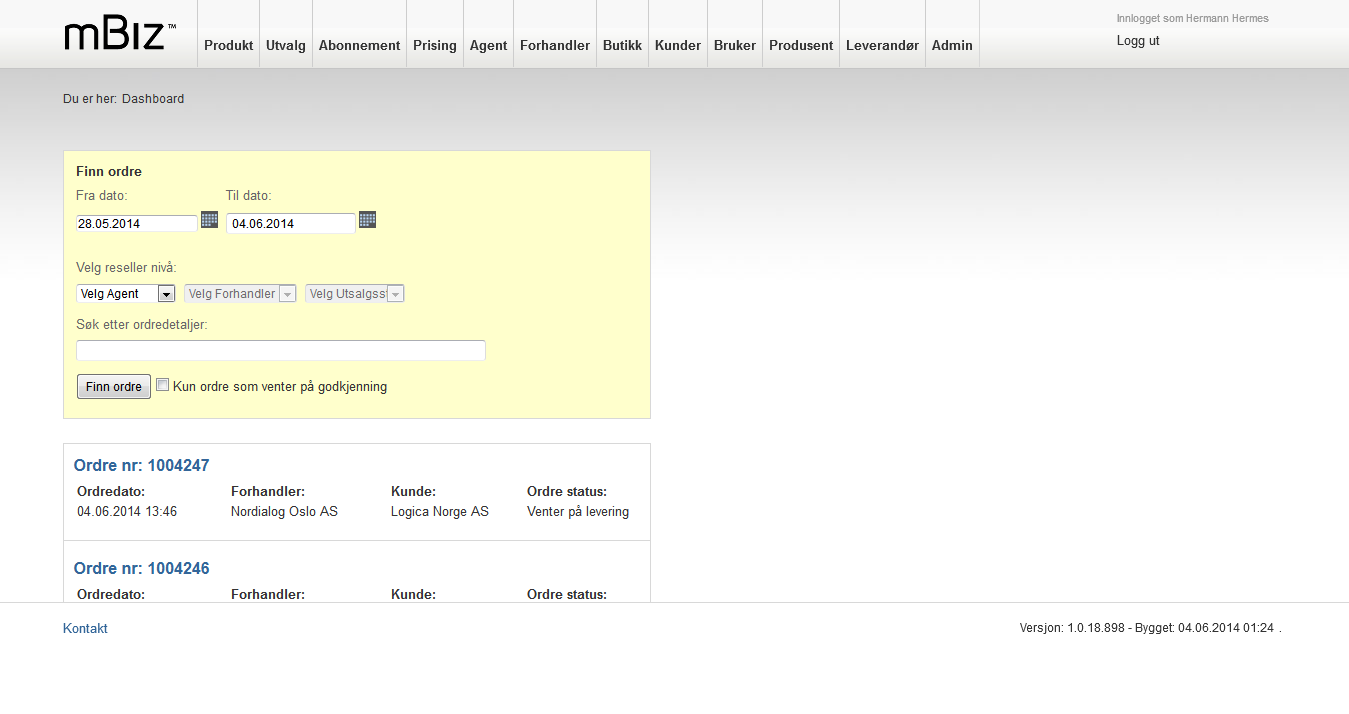 mBiz™
Produkt Utvalg Abonnement Prising Agent Forhandler Butikk Kunder Bruker Produsent Leverandør Admin
Innlogget som Hermann Hermes
Logg ut
Du er her: Dashboard
Finn ordre
Fra dato: Til dato:
28.05.2014 04.06.2014
Velg reseller nivå:
Velg Agent Velg Forhandler Velg Utsalgss
Søk etter ordredetaljer:
Finn ordre Kun ordre som venter på godkjenning
Ordre nr: 1004247
Ordredato: Forhandler: Kunde: Ordre status:
04.06.2014 13:46 Nordialog Oslo AS Logica Norge AS Venter på levering
Ordre nr: 1004246
Ordredato: Forhandler: Kunde: Ordre status:
Kontakt Versjon: 1.0.18.898 - Bygget: 04.06.2014 01:24 .